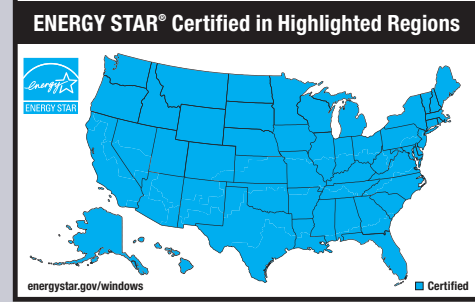 ENERGY STAR® Certified in Highlighted Regions
energy
ENERGY STAR
energystar.gov/windows
Certified